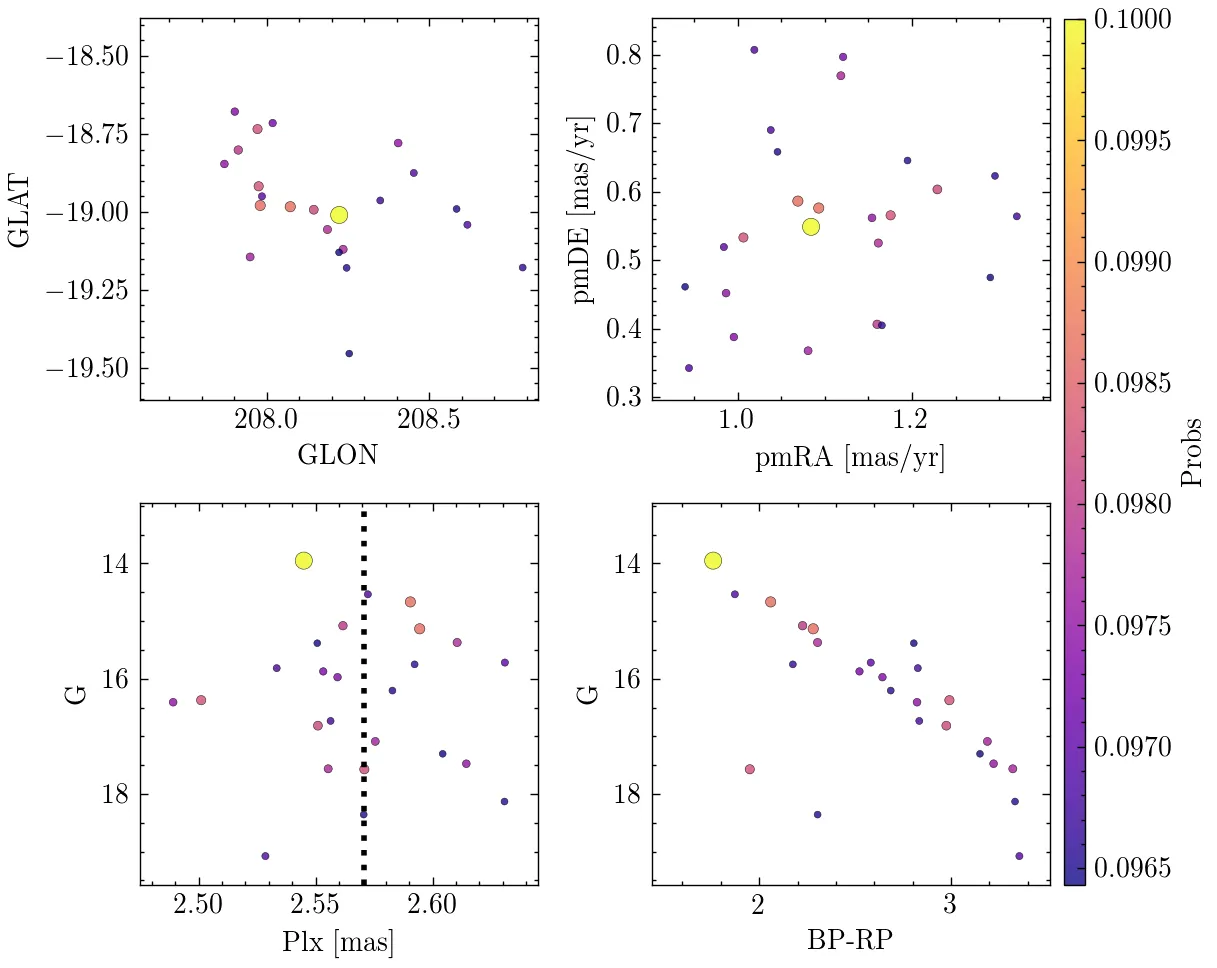 −18.50
−18.75
−19.00
−19.25
−19.50
GLAT
208.0 208.5
GLON
0.8
0.7
0.6
0.5
0.4
0.3
pmDE [mas/yr]
1.0 1.2
pmRA [mas/yr]
14
16
18
G
2.50 2.55 2.60
Plx [mas]
14
16
18
G
2 3
BP-RP
0.1000
0.0995
0.0990
0.0985
0.0980
0.0975
0.0970
0.0965
Probs